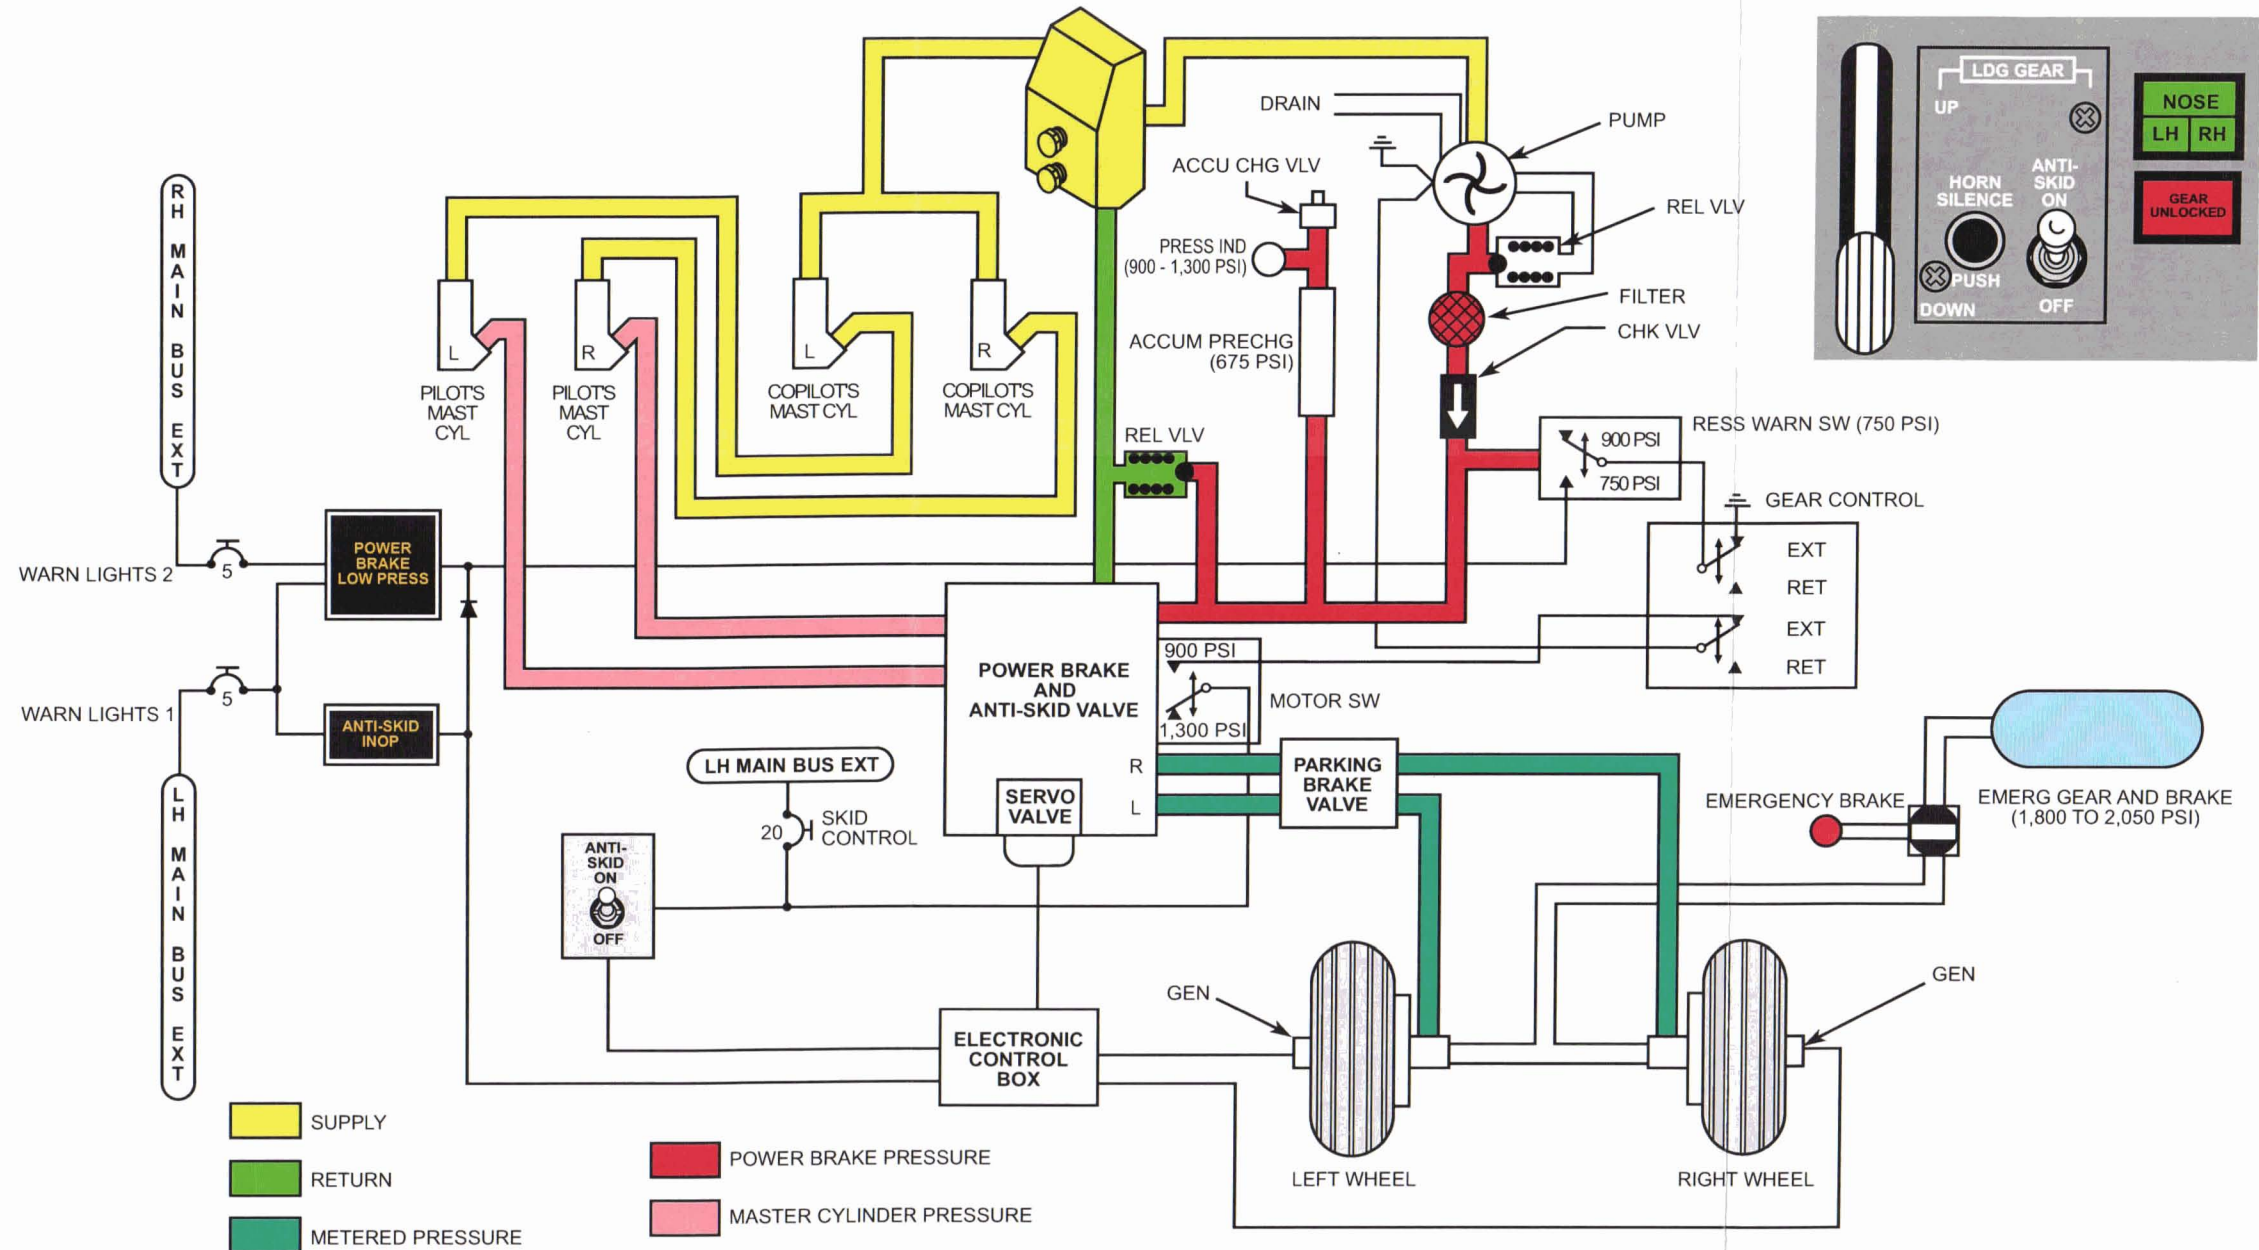 DRAIN
PUMP
ACCU CHG VLV
REL VLV
PRESS IND
(900 - 1,300 PSI)
FILTER
CHK VLV
ACCUM PRECHG
(675 PSI)
LDG GEAR
UP
HORN
SILENCE
PUSH
DOWN
ANTI-
SKID
ON
OFF
NOSE
LH RH
GEAR
UNLOCKED
RH MAIN BUS EXT
L
PILOT'S
MAST
CYL
R
PILOT'S
MAST
CYL
L
COPILOT'S
MAST CYL
R
COPILOT'S
MAST CYL
REL VLV
RESS WARN SW (750 PSI)
900 PSI
750 PSI
GEAR CONTROL
EXT
RET
EXT
RET
WARN LIGHTS 2
5
POWER
BRAKE
LOW PRESS
WARN LIGHTS 1
5
ANTI-SKID
INOP
LH MAIN BUS EXT
POWER BRAKE
AND
ANTI-SKID VALVE
900 PSI
1,300 PSI
MOTOR SW
R
L
SERVO
VALVE
PARKING
BRAKE
VALVE
LH MAIN BUS EXT
20
SKID
CONTROL
ANTI-
SKID
ON
OFF
EMERGENCY BRAKE
EMERG GEAR AND BRAKE
(1,800 TO 2,050 PSI)
GEN
GEN
ELECTRONIC
CONTROL
BOX
LEFT WHEEL
RIGHT WHEEL
SUPPLY
RETURN
METERED PRESSURE
POWER BRAKE PRESSURE
MASTER CYLINDER PRESSURE